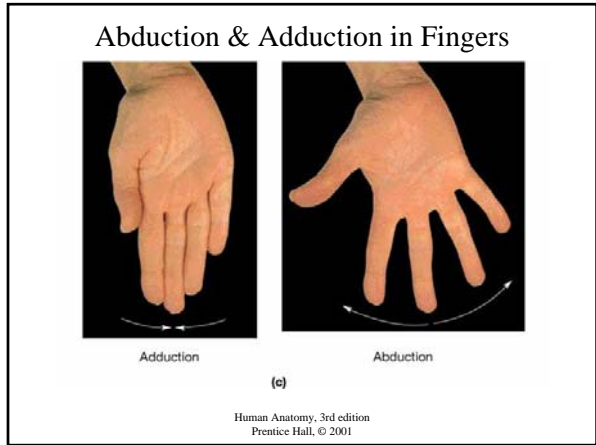 Abduction & Adduction in Fingers
Adduction
Abduction
(c)
Human Anatomy, 3rd edition
Prentice Hall, © 2001